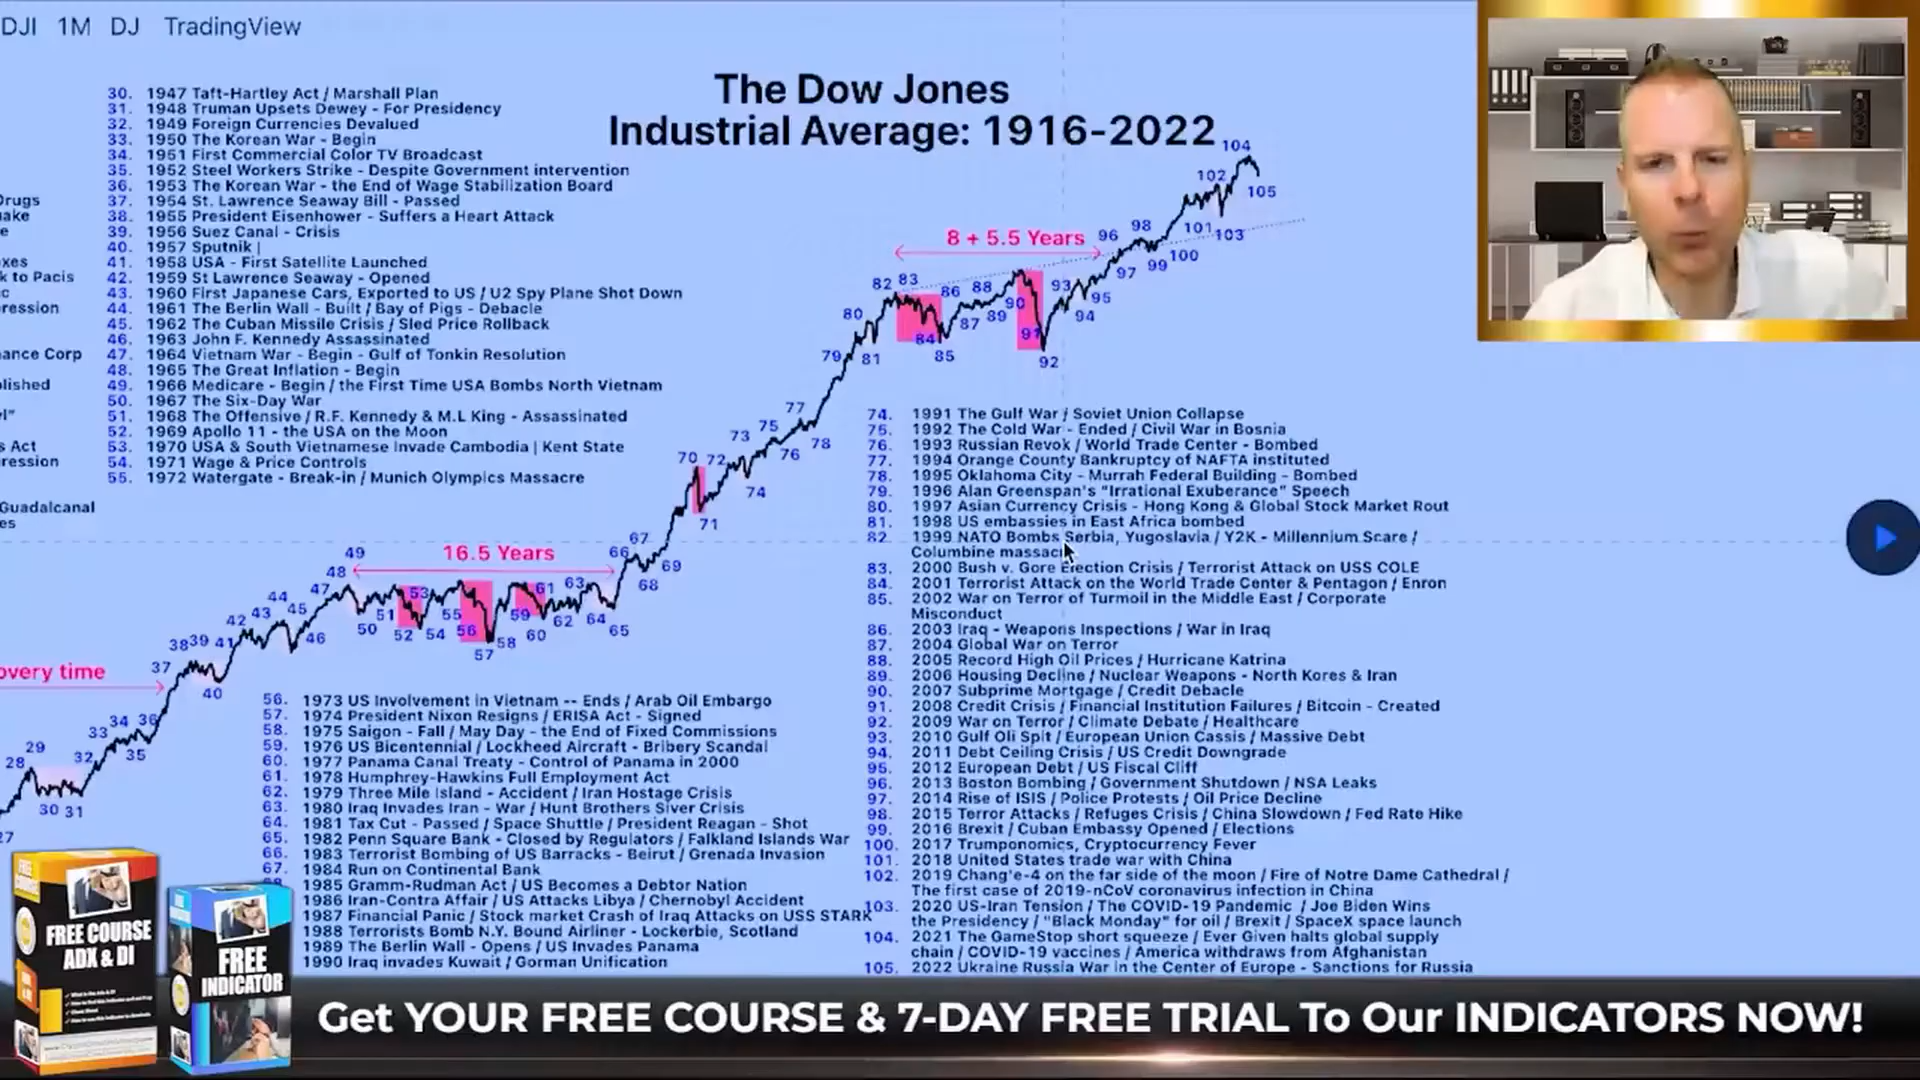 DJI 1M DJ TradingView
The Dow Jones
Industrial Average: 1916-2022
30. 1947 Taft-Hartley Act / Marshall Plan
31. 1948 Truman Upsets Dewey - For Presidency
32. 1949 Foreign Currencies Devalued
33. 1950 The Korean War - Begin
34. 1951 First Commercial Color TV Broadcast
35. 1952 Steel Workers Strike - Despite Government intervention
36. 1953 The Korean War - the End of Wage Stabilization Board
37. 1954 St. Lawrence Seaway Bill - Passed
38. 1955 President Eisenhower - Suffers a Heart Attack
39. 1956 Suez Canal - Crisis
40. 1957 Sputnik |
41. 1958 USA - First Satellite Launched
42. 1959 St Lawrence Seaway - Opened
43. 1960 First Japanese Cars, Exported to US / U2 Spy Plane Shot Down
44. 1961 The Berlin Wall - Built / Bay of Pigs - Debacle
45. 1962 The Cuban Missile Crisis / Sled Price Rollback
46. 1963 John F. Kennedy Assassinated
47. 1964 Vietnam War - Begin - Gulf of Tonkin Resolution
48. 1965 The Great Inflation - Begin
49. 1966 Medicare - Begin / the First Time USA Bombs North Vietnam
50. 1967 The Six-Day War
51. 1968 The Offensive / R.F. Kennedy & M.L King - Assassinated
52. 1969 Apollo 11 - the USA on the Moon
53. 1970 USA & South Vietnamese Invade Cambodia | Kent State
54. 1971 Wage & Price Controls
55. 1972 Watergate - Break-in / Munich Olympics Massacre
k to Pacis
ance Corp
s Act
Guadalcanal
overy time
16.5 Years
8 + 5.5 Years
56. 1973 US Involvement in Vietnam -- Ends / Arab Oil Embargo
57. 1974 President Nixon Resigns / ERISA Act - Signed
58. 1975 Saigon - Fall / May Day - the End of Fixed Commissions
59. 1976 US Bicentennial / Lockheed Aircraft - Bribery Scandal
60. 1977 Panama Canal Treaty - Control of Panama in 2000
61. 1978 Humphrey-Hawkins Full Employment Act
62. 1979 Three Mile Island - Accident / Iran Hostage Crisis
63. 1980 Iraq Invades Iran - War / Hunt Brothers Siver Crisis
64. 1981 Tax Cut - Passed / Space Shuttle / President Reagan - Shot
65. 1982 Penn Square Bank - Closed by Regulators / Falkland Islands War
66. 1983 Terrorist Bombing of US Barracks - Beirut / Grenada Invasion
67. 1984 Run on Continental Bank
1985 Gramm-Rudman Act / US Becomes a Debtor Nation
1986 Iran-Contra Affair / US Attacks Libya / Chernobyl Accident
1987 Financial Panic / Stock market Crash of Iraq Attacks on USS STARK
1988 Terrorists Bomb N.Y. Bound Airliner - Lockerbie, Scotland
1989 The Berlin Wall - Opens / US Invades Panama
1990 Iraq invades Kuwait / Gorman Unification
74. 1991 The Gulf War / Soviet Union Collapse
75. 1992 The Cold War - Ended / Civil War in Bosnia
76. 1993 Russian Revok / World Trade Center - Bombed
77. 1994 Orange County Bankruptcy of NAFTA instituted
78. 1995 Oklahoma City - Murrah Federal Building - Bombed
79. 1996 Alan Greenspan's "Irrational Exuberance" Speech
80. 1997 Asian Currency Crisis - Hong Kong & Global Stock Market Rout
81. 1998 US embassies in East Africa bombed
82. 1999 NATO Bombs Serbia, Yugoslavia / Y2K - Millennium Scare /
Columbine massacre
83. 2000 Bush v. Gore Election Crisis / Terrorist Attack on USS COLE
84. 2001 Terrorist Attack on the World Trade Center & Pentagon / Enron
85. 2002 War on Terror of Turmoil in the Middle East / Corporate
Misconduct
86. 2003 Iraq - Weapons Inspections / War in Iraq
87. 2004 Global War on Terror
88. 2005 Record High Oil Prices / Hurricane Katrina
89. 2006 Housing Decline / Nuclear Weapons - North Kores & Iran
90. 2007 Subprime Mortgage / Credit Debacle
91. 2008 Credit Crisis / Financial Institution Failures / Bitcoin - Created
92. 2009 War on Terror / Climate Debate / Healthcare
93. 2010 Gulf Oli Spit / European Union Cassis / Massive Debt
94. 2011 Debt Ceiling Crisis / US Credit Downgrade
95. 2012 European Debt / US Fiscal Cliff
96. 2013 Boston Bombing / Government Shutdown / NSA Leaks
97. 2014 Rise of ISIS / Police Protests / Oil Price Decline
98. 2015 Terror Attacks / Refuges Crisis / China Slowdown / Fed Rate Hike
99. 2016 Brexit / Cuban Embassy Opened / Elections
100. 2017 Trumponomics, Cryptocurrency Fever
101. 2018 United States trade war with China
102. 2019 Chang'e-4 on the far side of the moon / Fire of Notre Dame Cathedral /
The first case of 2019-nCoV coronavirus infection in China
103. 2020 US-Iran Tension / The COVID-19 Pandemic / Joe Biden Wins
the Presidency / "Black Monday" for oil / Brexit / SpaceX space launch
104. 2021 The GameStop short squeeze / Ever Given halts global supply
chain / COVID-19 vaccines / America withdraws from Afghanistan
105. 2022 Ukraine Russia War in the Center of Europe - Sanctions for Russia
FREE COURSE
ADX & DI
FREE
INDICATOR
Get YOUR FREE COURSE & 7-DAY FREE TRIAL To Our INDICATORS NOW!